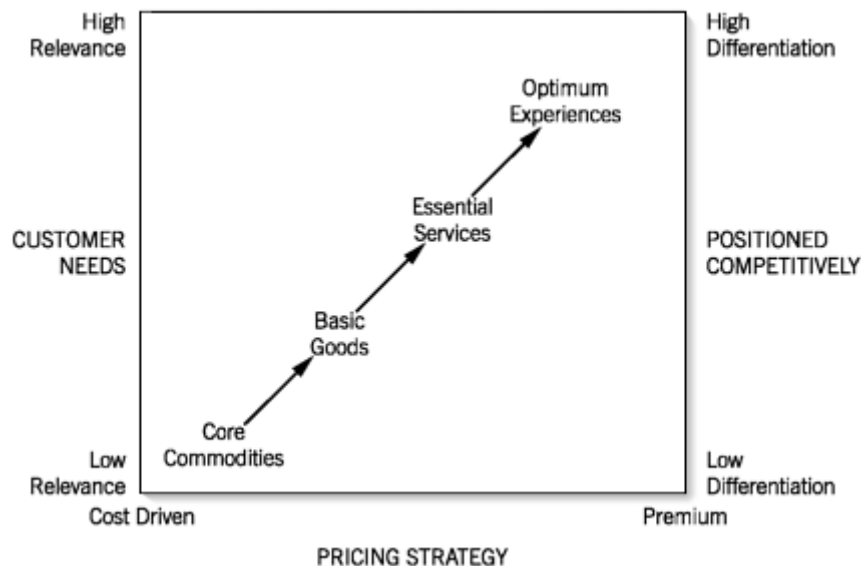 High
Relevance
High
Differentiation
Optimum
Experiences
Essential
Services
CUSTOMER
NEEDS
POSITIONED
COMPETITIVELY
Basic
Goods
Core
Commodities
Low
Relevance
Low
Differentiation
Cost Driven
Premium
PRICING STRATEGY